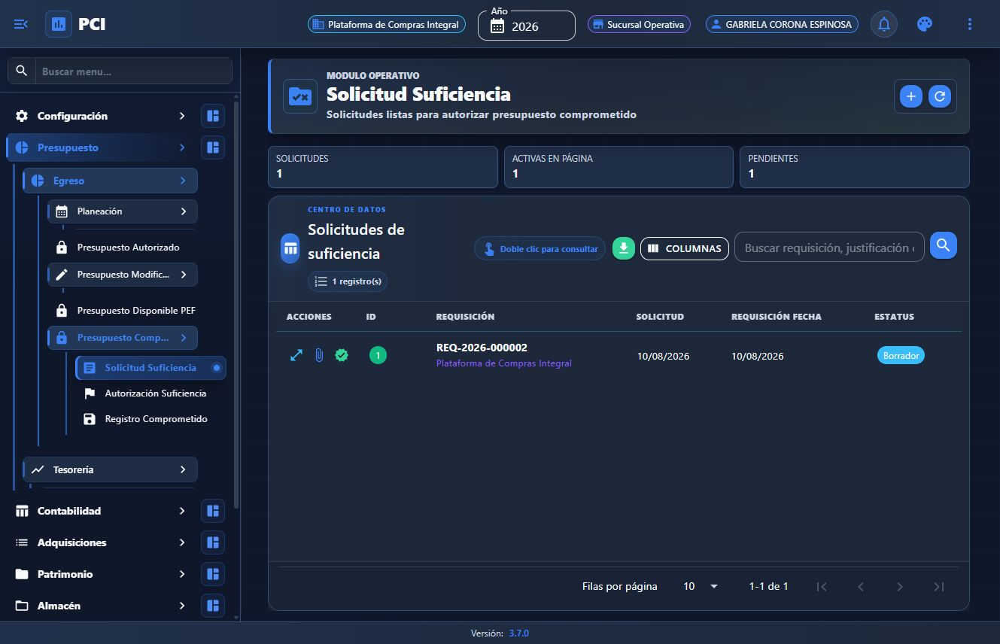 PCI
Plataforma de Compras Integral
Año
2026
Sucursal Operativa
GABRIELA CORONA ESPINOSA
Buscar menu...
Configuración
Presupuesto
Egreso
Planeación
Presupuesto Autorizado
Presupuesto Modific...
Presupuesto Disponible PEF
Presupuesto Comp...
Solicitud Suficiencia
Autorización Suficiencia
Registro Comprometido
Tesorería
Contabilidad
Adquisiciones
Patrimonio
Almacén
MODULO OPERATIVO
Solicitud Suficiencia
Solicitudes listas para autorizar presupuesto comprometido
SOLICITUDES
1
ACTIVAS EN PÁGINA
1
PENDIENTES
1
CENTRO DE DATOS
Solicitudes de
suficiencia
1 registro(s)
Doble clic para consultar
COLUMNAS
Buscar requisición, justificación
ACCIONES ID REQUISICIÓN SOLICITUD REQUISICIÓN FECHA ESTATUS
1 REQ-2026-000002 10/08/2026 10/08/2026 Borrador
Plataforma de Compras Integral
Filas por página 10 1-1 de 1
Versión: 3.7.0